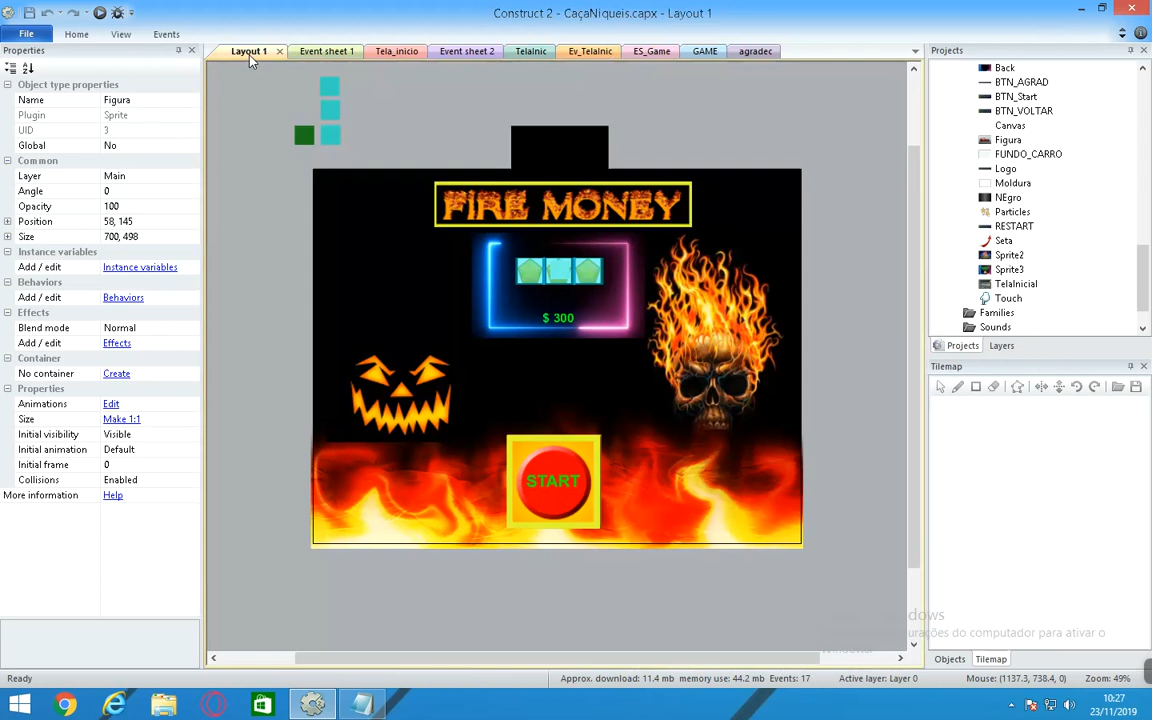 Construct 2 - CaçaNiqueis.capx - Layout 1
File Home View Events
Properties
Layout 1 Event sheet 1 Tela_inicio Event sheet 2 TelaInic Ev_TelaInic ES_Game GAME agradec
Projects
Object type properties
Name Figura
Plugin Sprite
UID 3
Global No
Common
Layer Main
Angle 0
Opacity 100
Position 58, 145
Size 700, 498
Instance variables
Add / edit Instance variables
Behaviors
Add / edit Behaviors
Effects
Blend mode Normal
Add / edit Effects
Container
No container Create
Properties
Animations Edit
Size Make 1:1
Initial visibility Visible
Initial animation Default
Initial frame 0
Collisions Enabled
More information Help
FIRE MONEY
$ 300
START
Back
BTN_AGRAD
BTN_Start
BTN_VOLTAR
Canvas
Figura
FUNDO_CARRO
Logo
Moldura
NEgro
Particles
RESTART
Seta
Sprite2
Sprite3
TelaInicial
Touch
Families
Sounds
Projects Layers
Tilemap
dows
urações do computador para ativar o
Objects Tilemap
Ready
Approx. download: 11.4 mb memory use: 44.2 mb Events: 17 Active layer: Layer 0 Mouse: (1137.3, 738.4, 0) Zoom: 49%
10:27
23/11/2019